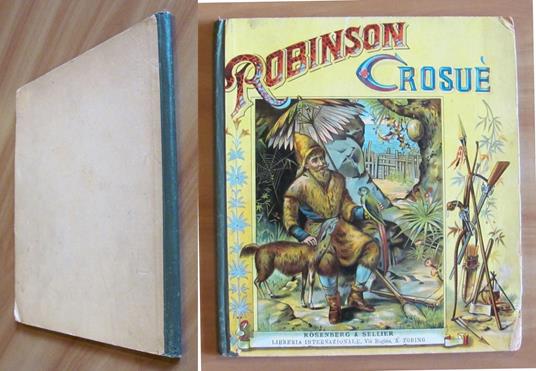 ROBINSON
CROSUÈ
ROSENBERG & SELLIER
LIBRERIA INTERNAZIONALE, Via Bogino, 3. TORINO